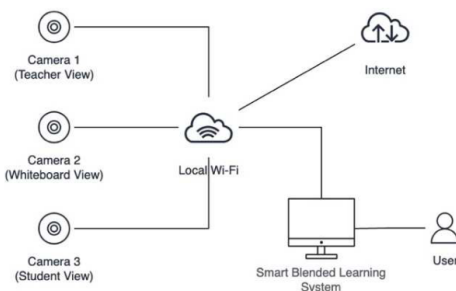 Camera 1
(Teacher View)
Internet
Camera 2
(Whiteboard View)
Local Wi-Fi
Camera 3
(Student View)
Smart Blended Learning
System
User